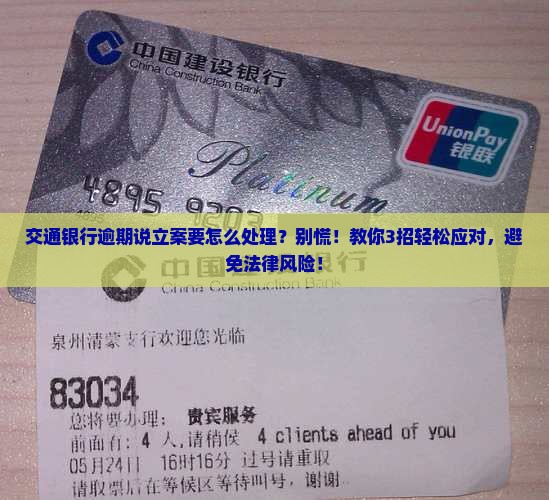 中国建设银行
China Construction Bank
UnionPay
银联
Platinum
4895 9203
交通银行逾期说立案要怎么处理?别慌!教你3招轻松应对,避
免法律风险!
中国建设银行
China Construction Bank
泉州清蒙支行欢迎您光临
83034
您将要办理: 贵宾服务
前面有: 4 人,请稍侯 4 clients ahead of you
05月24日 16时16分 过号请重取
请取票后在等候区等待叫号, 谢谢